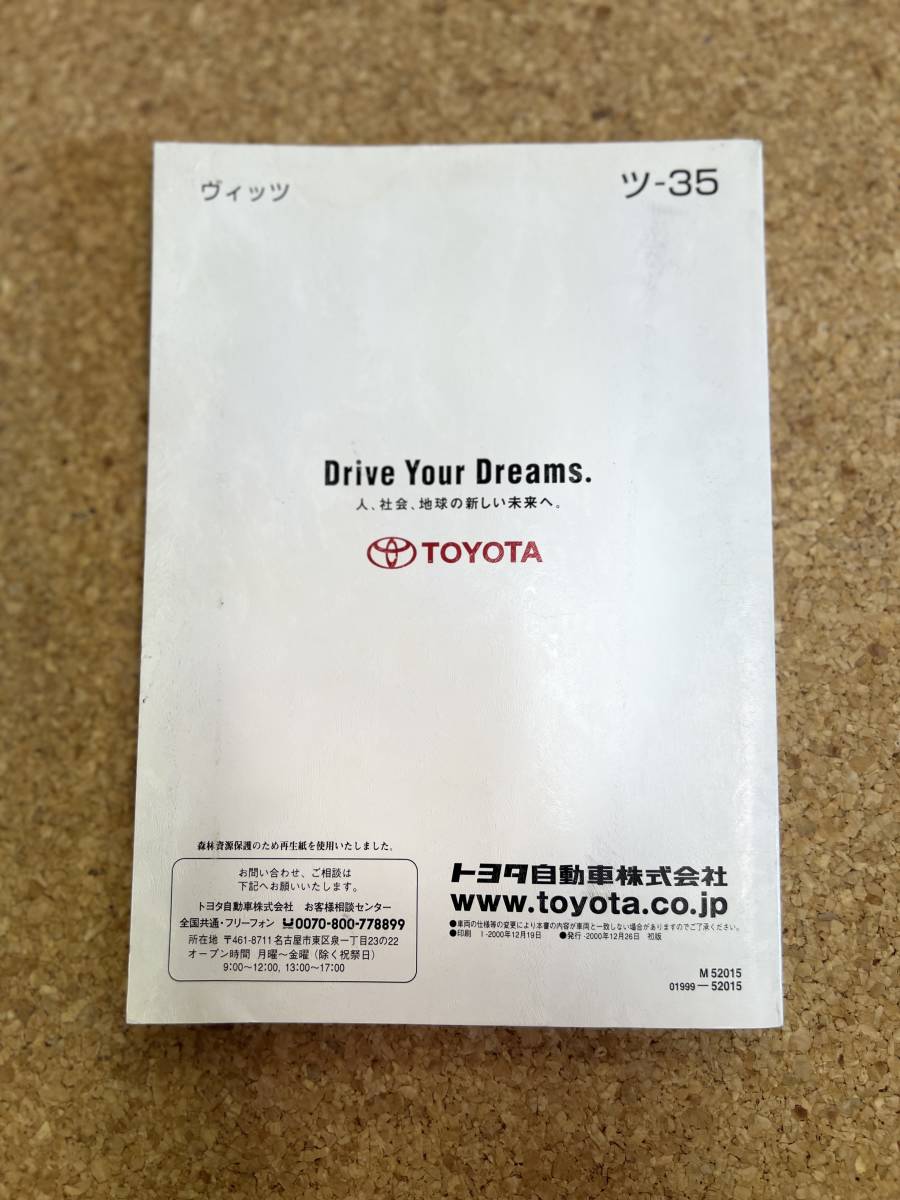 ヴィッツ
ツ-35
Drive Your Dreams.
人、社会、地球の新しい未来へ。
TOYOTA
森林資源保護のため再生紙を使用いたしました。
お問い合わせ、ご相談は
下記へお願いいたします。
トヨタ自動車株式会社 お客様相談センター
全国共通・フリーフォン 0070-800-778899
所在地 〒461-8711 名古屋市東区泉一丁目23の22
オープン時間 月曜～金曜（除く祝祭日）
9:00～12:00, 13:00～17:00
トヨタ自動車株式会社
www.toyota.co.jp
●車両の仕様等の変更により本書の内容が車両と一致しない場合がありますのでご了承ください。
●印刷 I-2000年12月19日 ●発行-2000年12月26日 初版
M 52015
01999―52015